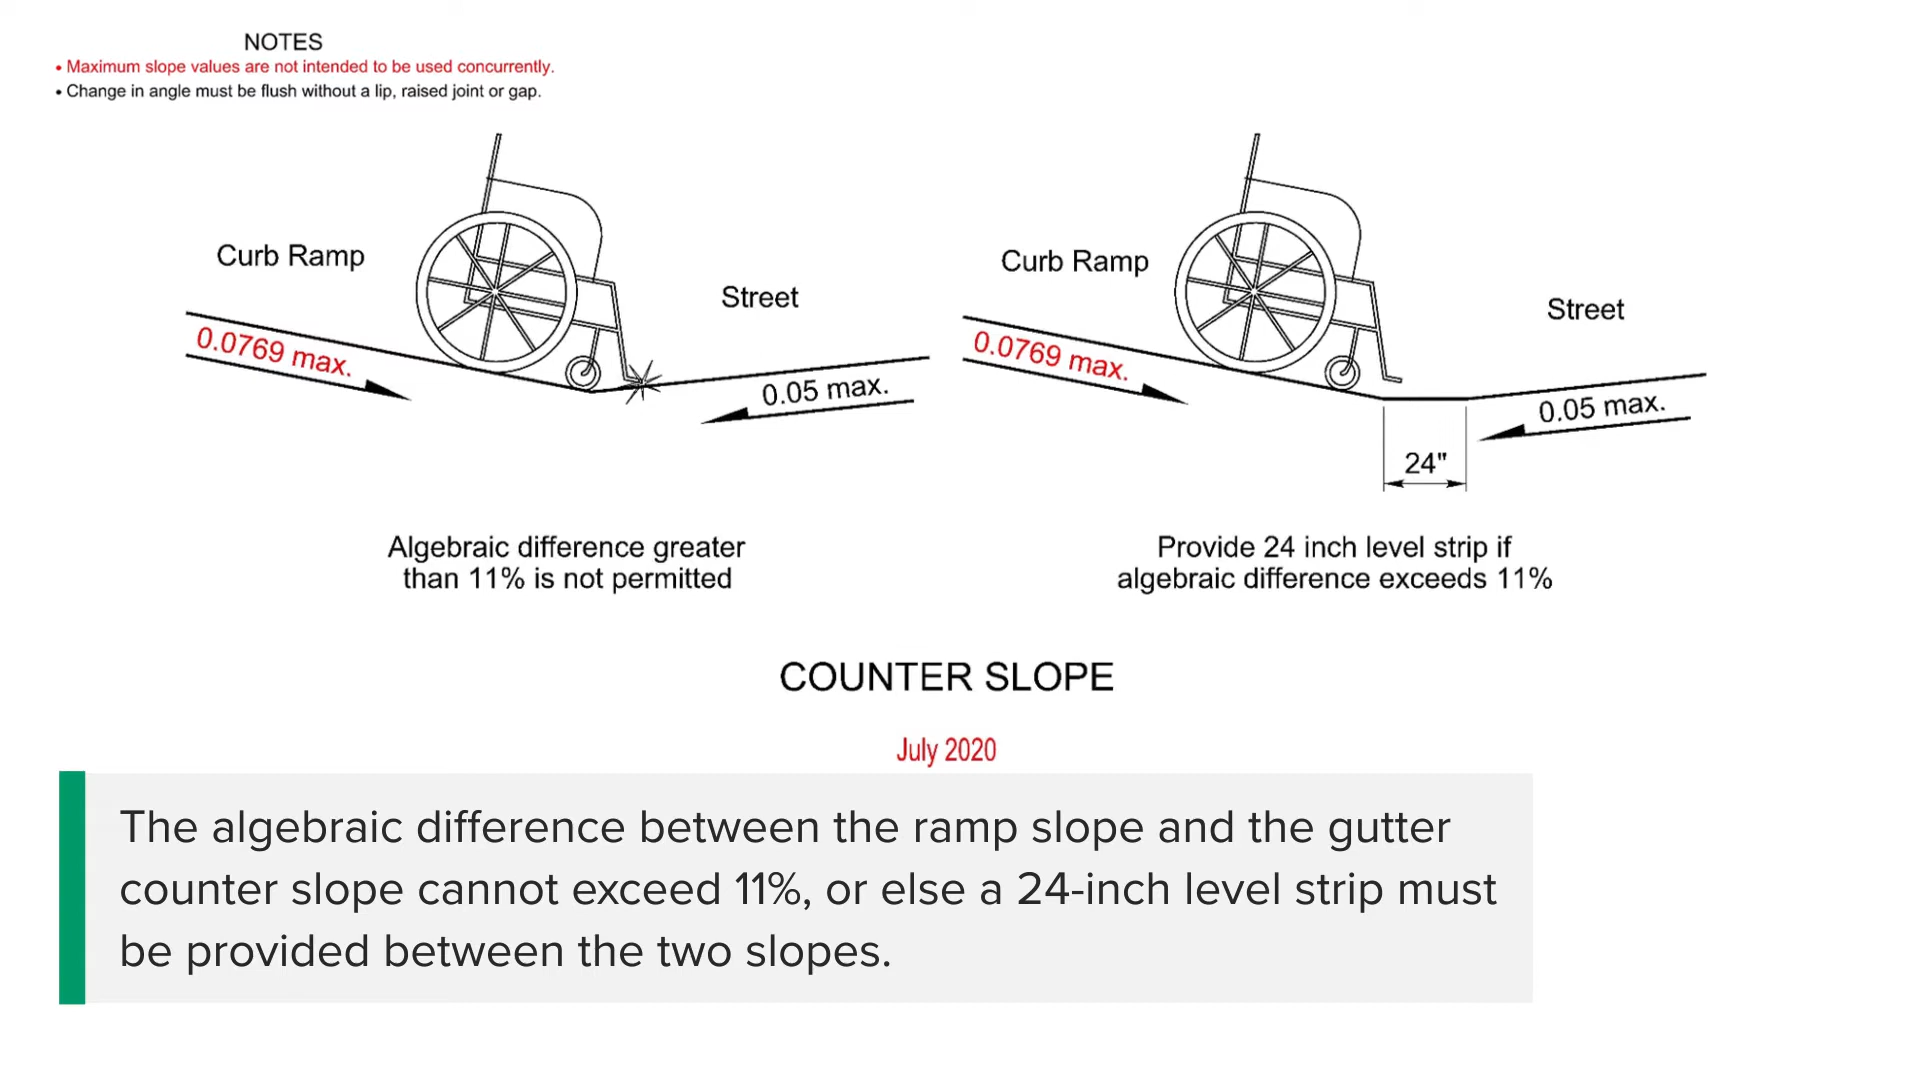 NOTES
• Maximum slope values are not intended to be used concurrently.
• Change in angle must be flush without a lip, raised joint or gap.
Curb Ramp
Street
0.0769 max.
0.05 max.
Algebraic difference greater
than 11% is not permitted
Curb Ramp
Street
0.0769 max.
0.05 max.
24"
Provide 24 inch level strip if
algebraic difference exceeds 11%
COUNTER SLOPE
July 2020
The algebraic difference between the ramp slope and the gutter
counter slope cannot exceed 11%, or else a 24-inch level strip must
be provided between the two slopes.